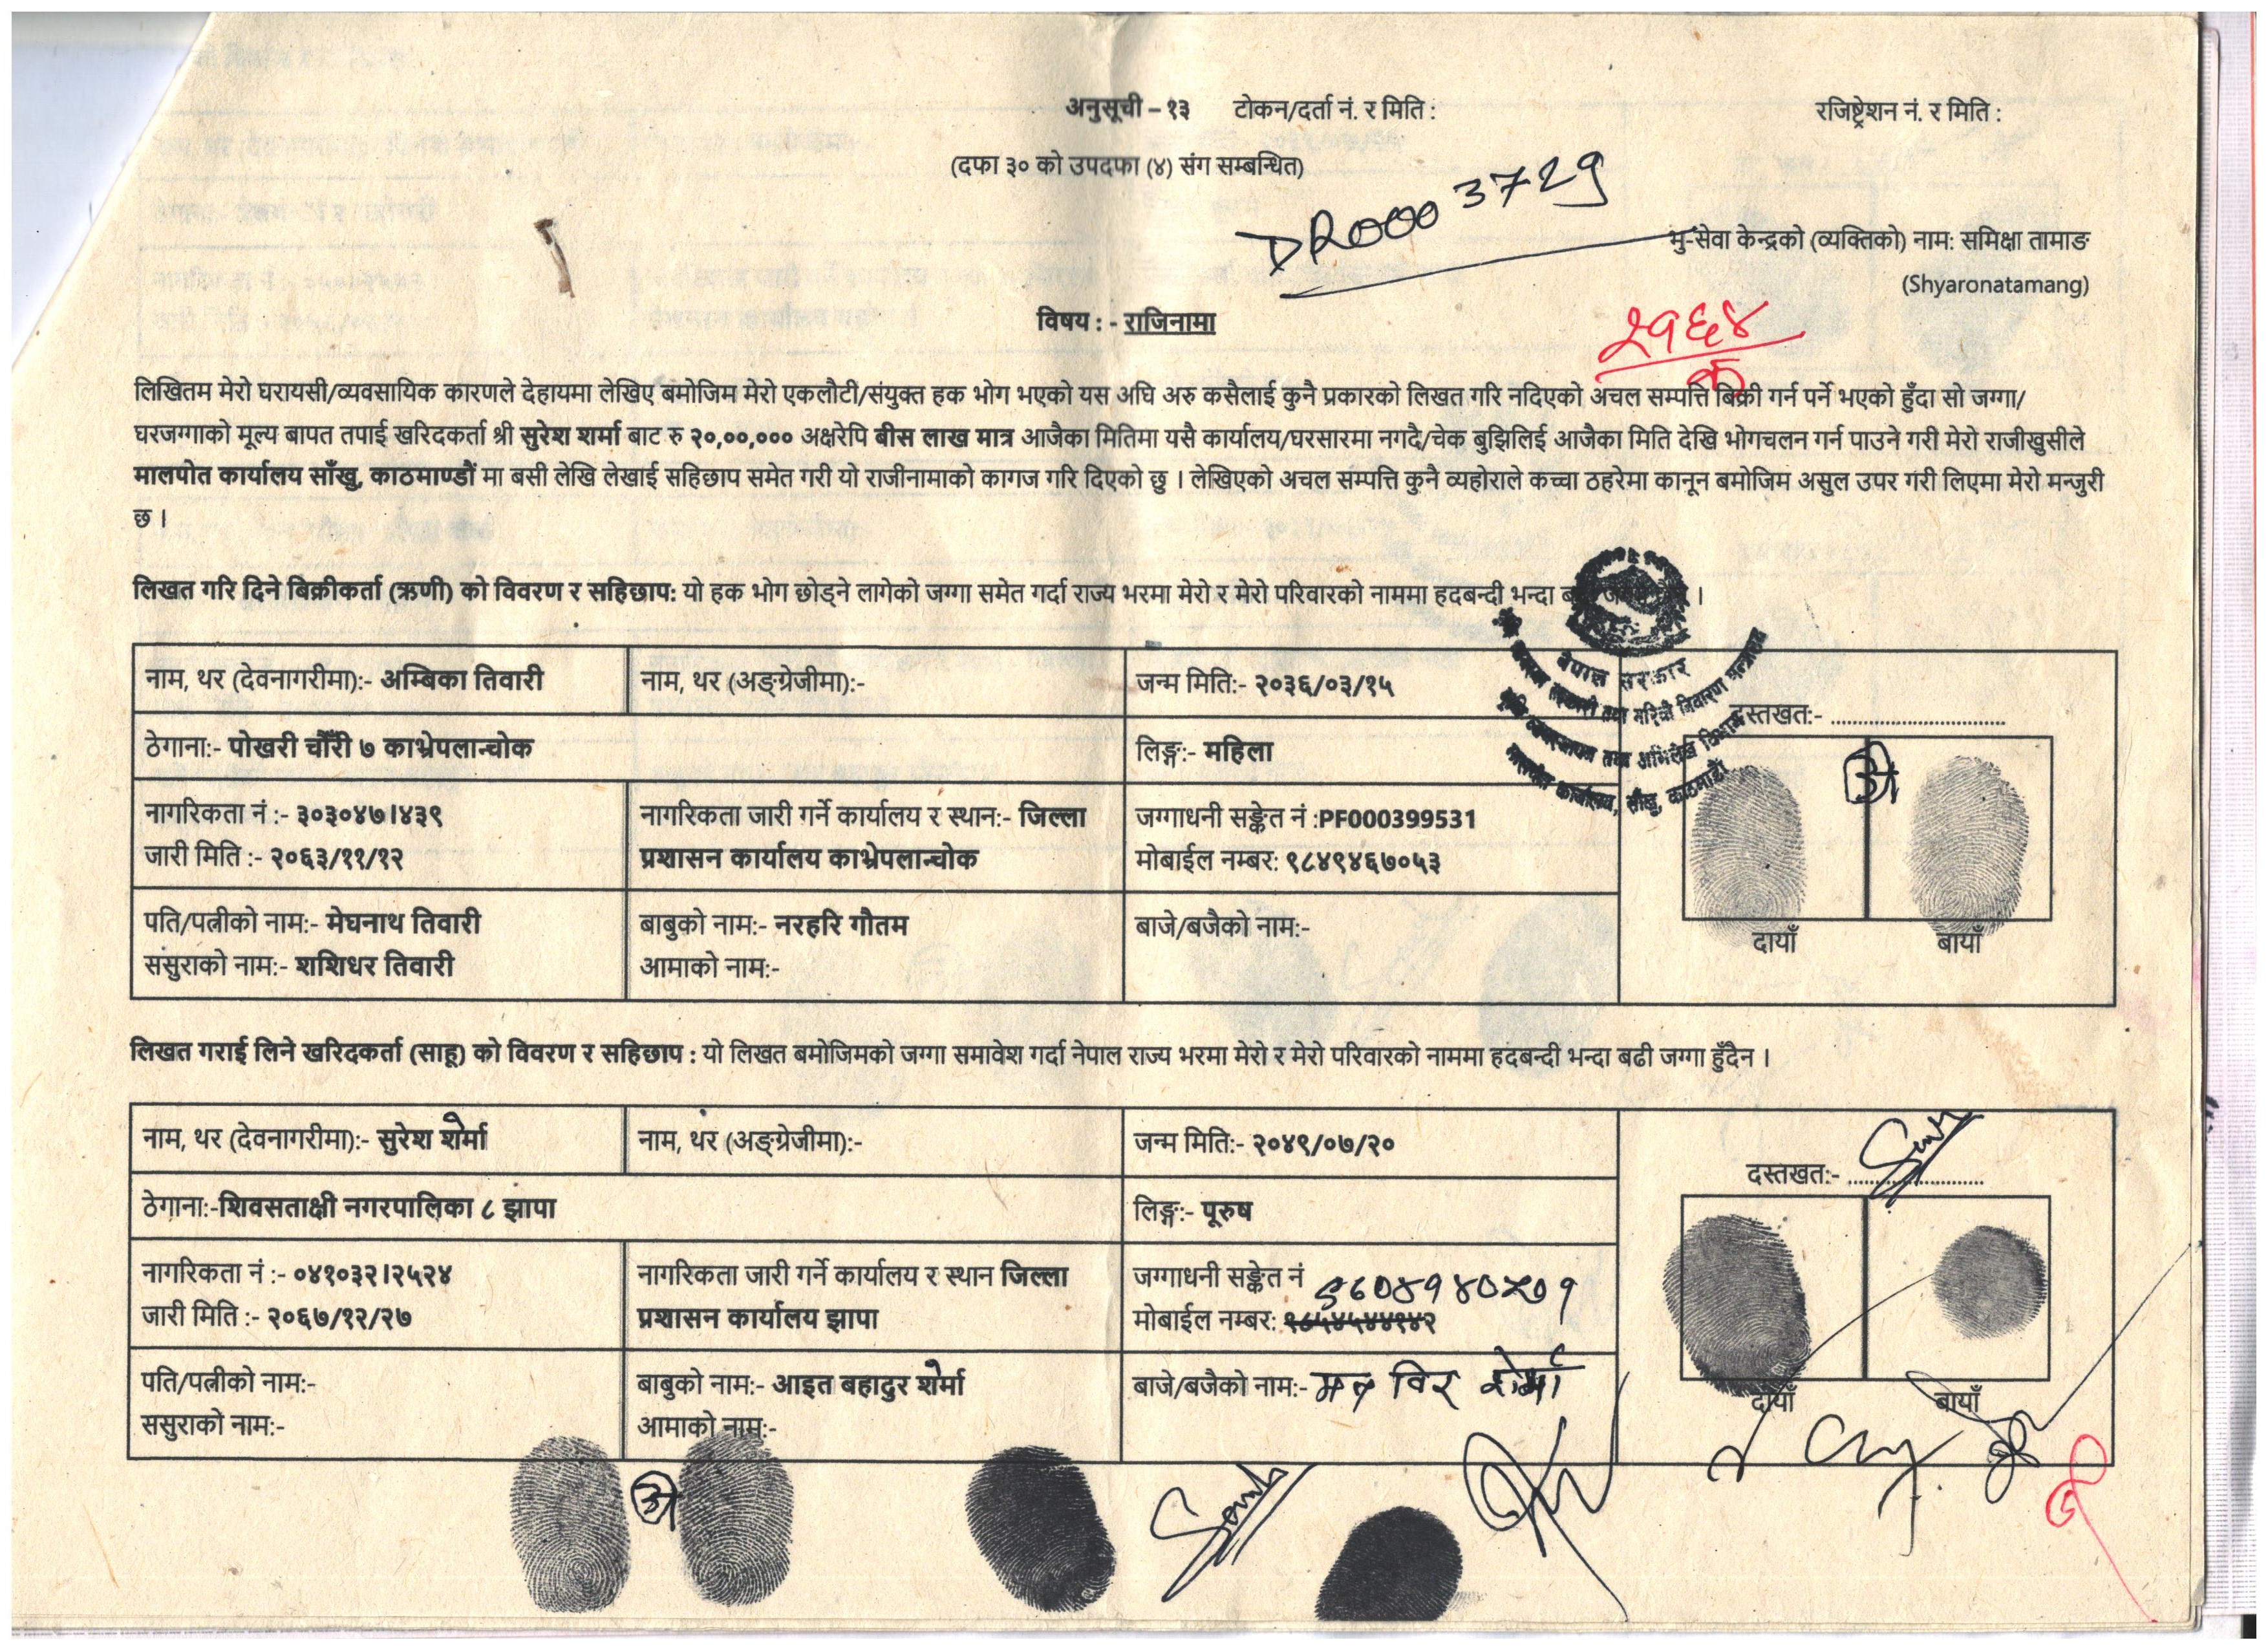 अनुसूची – १३ टोकन/दर्ता नं. र मिति : रजिष्ट्रेशन नं. र मिति :
(दफा ३० को उपदफा (४) संग सम्बन्धित)
DR0003729
भु-सेवा केन्द्रको (व्यक्तिको) नाम: समिक्षा तामाङ
(Shyaronatamang)
विषय : - राजिनामा
२१६४
क
लिखितम मेरो घरायसी/व्यवसायिक कारणले देहायमा लेखिए बमोजिम मेरो एकलौटी/संयुक्त हक भोग भएको यस अघि अरु कसैलाई कुनै प्रकारको लिखत गरि नदिएको अचल सम्पत्ति बिक्री गर्न पर्ने भएको हुँदा सो जग्गा/
घरजग्गाको मूल्य बापत तपाई खरिदकर्ता श्री सुरेश शर्मा बाट रु २०,००,००० अक्षरेपि बीस लाख मात्र आजैका मितिमा यसै कार्यालय/घरसारमा नगदै/चेक बुझिलिई आजैका मिति देखि भोगचलन गर्न पाउने गरी मेरो राजीखुसीले
मालपोत कार्यालय साँखु, काठमाण्डौं मा बसी लेखि लेखाई सहिछाप समेत गरी यो राजीनामाको कागज गरि दिएको छु । लेखिएको अचल सम्पत्ति कुनै व्यहोराले कच्चा ठहरेमा कानून बमोजिम असुल उपर गरी लिएमा मेरो मन्जुरी
छ ।
लिखत गरि दिने बिक्रीकर्ता (ऋणी) को विवरण र सहिछाप: यो हक भोग छोड्ने लागेको जग्गा समेत गर्दा राज्य भरमा मेरो र मेरो परिवारको नाममा हदबन्दी भन्दा
नेपाल सरकार
भूमि व्यवस्थापन तथा अभिलेख विभाग
मालपोत कार्यालय, साँखु, काठमाडौं
नाम, थर (देवनागरीमा):- अम्बिका तिवारी नाम, थर (अङ्ग्रेजीमा):- जन्म मिति:- २०३६/०३/१५
दस्तखत:- ..............................
ठेगाना:- पोखरी चौंरी ७ काभ्रेपलान्चोक लिङ्ग:- महिला
अ
नागरिकता नं :- ३०३०४७।४३९ नागरिकता जारी गर्ने कार्यालय र स्थान:- जिल्ला जग्गाधनी सङ्केत नं :PF000399531
जारी मिति :- २०६३/११/१२ प्रशासन कार्यालय काभ्रेपलान्चोक मोबाईल नम्बर: ९८४९४६७०५३
पति/पत्नीको नाम:- मेघनाथ तिवारी बाबुको नाम:- नरहरि गौतम बाजे/बजैको नाम:- दायाँ बायाँ
ससुराको नाम:- शशिधर तिवारी आमाको नाम:-
लिखत गराई लिने खरिदकर्ता (साहू) को विवरण र सहिछाप : यो लिखत बमोजिमको जग्गा समावेश गर्दा नेपाल राज्य भरमा मेरो र मेरो परिवारको नाममा हदबन्दी भन्दा बढी जग्गा हुँदैन ।
नाम, थर (देवनागरीमा):- सुरेश शेर्मा नाम, थर (अङ्ग्रेजीमा):- जन्म मिति:- २०४९/०७/२०
दस्तखत:- ..............................
ठेगाना:-शिवसताक्षी नगरपालिका ८ झापा लिङ्ग:- पूरुष
नागरिकता नं :- ०४१०३२।२५२४ नागरिकता जारी गर्ने कार्यालय र स्थान जिल्ला जग्गाधनी सङ्केत नं
जारी मिति :- २०६७/१२/२७ प्रशासन कार्यालय झापा मोबाईल नम्बर:
पति/पत्नीको नाम:- बाबुको नाम:- आइत बहादुर शेर्मा बाजे/बजैको नाम:- मन विर शेर्मा दायाँ बायाँ
ससुराको नाम:- आमाको नाम:-
अ